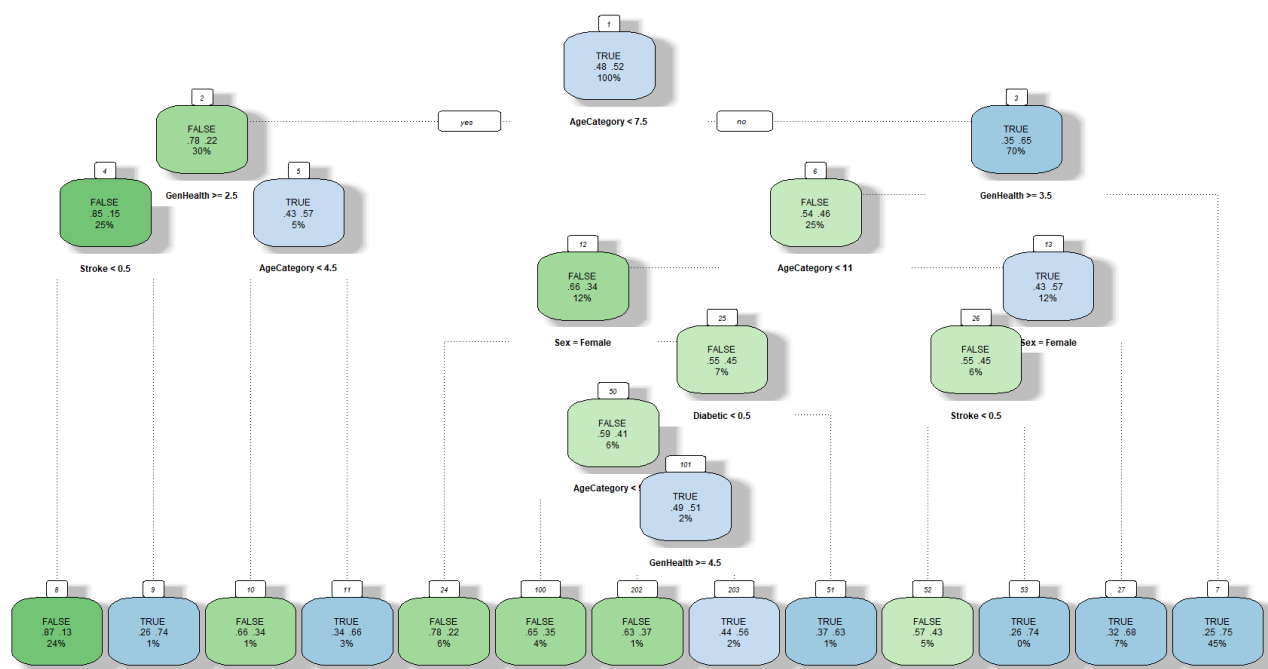 1
TRUE
.48 .52
100%
yes
AgeCategory < 7.5
no
2
FALSE
.78 .22
30%
GenHealth >= 2.5
3
TRUE
.35 .65
70%
GenHealth >= 3.5
4
FALSE
.85 .15
25%
Stroke < 0.5
5
TRUE
.43 .57
5%
AgeCategory < 4.5
6
FALSE
.54 .46
25%
AgeCategory < 11
12
FALSE
.66 .34
12%
Sex = Female
13
TRUE
.43 .57
12%
Sex = Female
25
FALSE
.55 .45
7%
Diabetic < 0.5
26
FALSE
.55 .45
6%
Stroke < 0.5
50
FALSE
.59 .41
6%
AgeCategory <
101
TRUE
.49 .51
2%
GenHealth >= 4.5
8
FALSE
.87 .13
24%
9
TRUE
.26 .74
1%
10
FALSE
.66 .34
1%
11
TRUE
.34 .66
3%
24
FALSE
.78 .22
6%
100
FALSE
.65 .35
4%
202
FALSE
.63 .37
1%
203
TRUE
.44 .56
2%
51
TRUE
.37 .63
1%
52
FALSE
.57 .43
5%
53
TRUE
.26 .74
0%
27
TRUE
.32 .68
7%
7
TRUE
.25 .75
45%